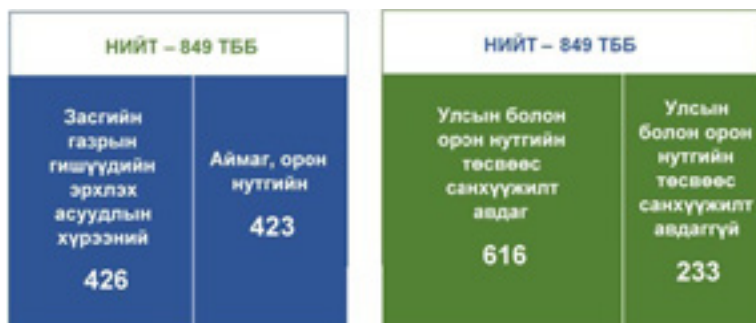 НИЙТ – 849 ТББ
Засгийн
газрын
гишүүдийн
эрхлэх
асуудлын
хүрээний
426
Аймаг, орон
нутгийн
423
НИЙТ – 849 ТББ
Улсын болон
орон нутгийн
төсвөөс
санхүүжилт
авдаг
616
Улсын
болон орон
нутгийн
төсвөөс
санхүүжилт
авдаггүй
233